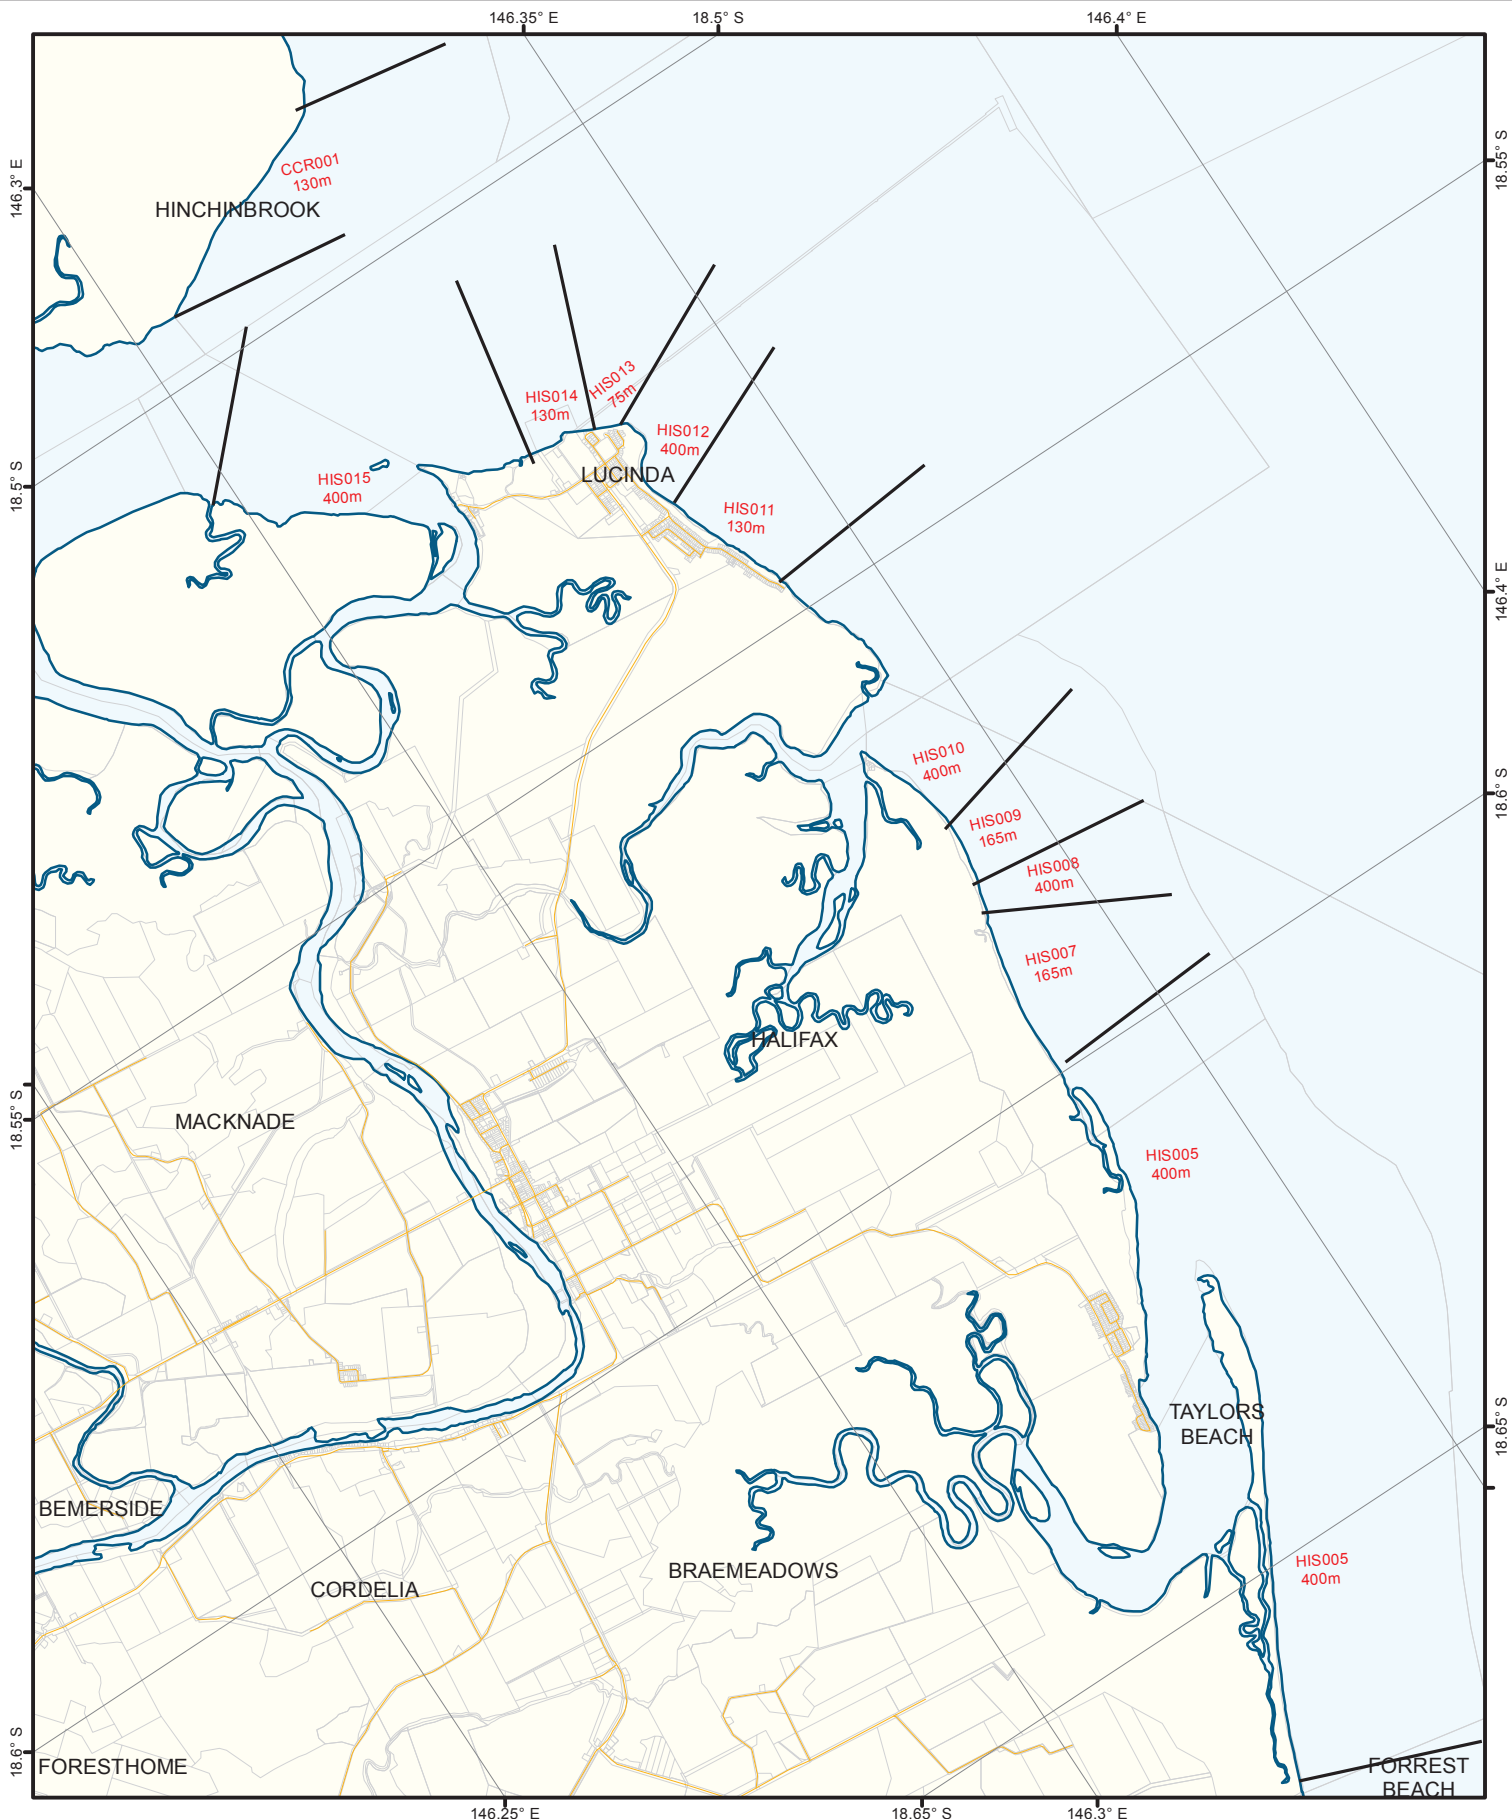 146.35° E
18.5° S
146.4° E
18.55° S
146.3° E
CCR001
130m
HINCHINBROOK
HIS014
130m
HIS013
75m
HIS012
400m
LUCINDA
HIS015
400m
18.5° S
HIS011
130m
146.4° E
HIS010
400m
18.6° S
HIS009
165m
HIS008
400m
HIS007
165m
HALIFAX
18.55° S
MACKNADE
HIS005
400m
TAYLORS
BEACH
18.65° S
BEMERSIDE
BRAEMEADOWS
HIS005
400m
CORDELIA
18.6° S
FORESTHOME
FORREST
BEACH
146.25° E
18.65° S
146.3° E